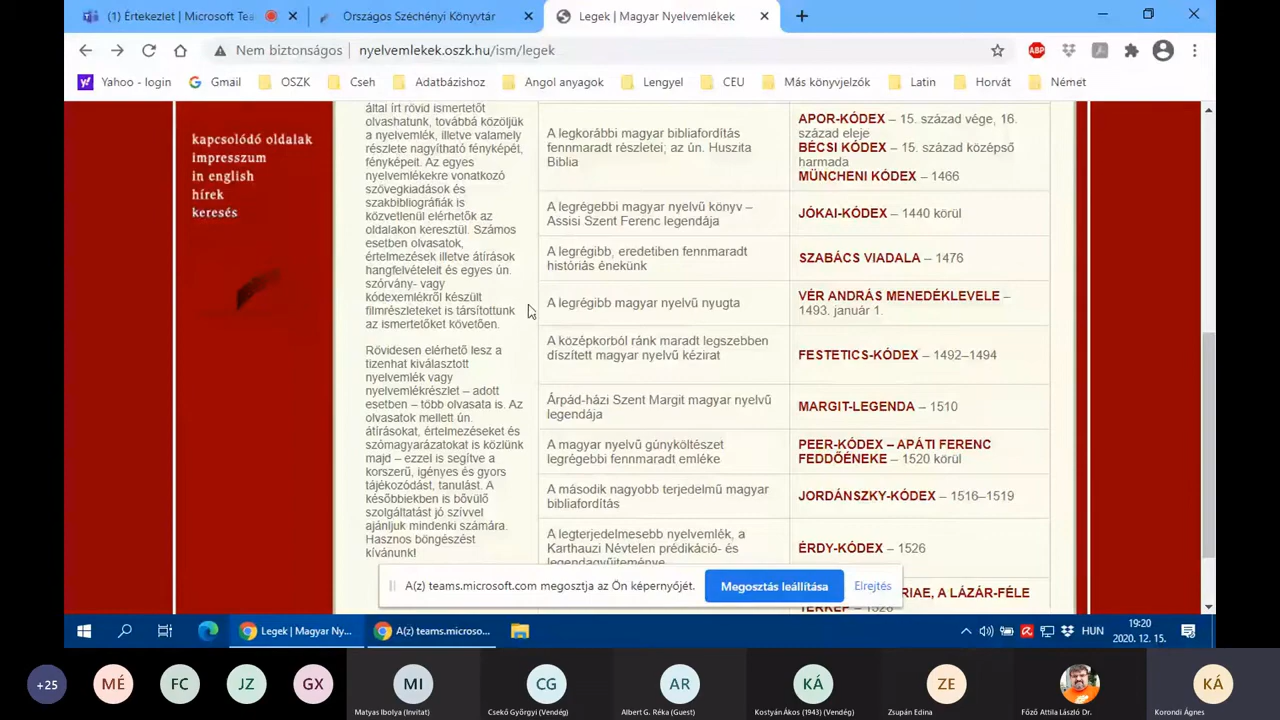 (1) Értekezlet | Microsoft Tea
Országos Széchényi Könyvtár
Legek | Magyar Nyelvemlékek
Nem biztonságos
nyelvemlekek.oszk.hu/ism/legek
ABP
Yahoo - login
Gmail
OSZK
Cseh
Adatbázishoz
Angol anyagok
Lengyel
CEU
Más könyvjelzők
Latin
Horvát
Német
kapcsolódó oldalak
impresszum
in english
hírek
keresés
által írt rövid ismertetőt
olvashatunk, továbbá közöljük
a nyelvemlék, illetve valamely
részlete nagyítható fényképét,
fényképeit. Az egyes
nyelvemlékekre vonatkozó
szövegkiadások és
szakbibliográfiák is
közvetlenül elérhetők az
oldalakon keresztül. Számos
esetben olvasatok,
értelmezések illetve átírások
hangfelvételeit és egyes ún.
szórvány- vagy
kódexemlékről készült
filmrészleteket is társítottunk
az ismertetőket követően.
Rövidesen elérhető lesz a
tizenhat kiválasztott
nyelvemlék vagy
nyelvemlékrészlet – adott
esetben – több olvasata is. Az
olvasatok mellett ún.
átírásokat, értelmezéseket és
szómagyarázatokat is közlünk
majd – ezzel is segítve a
korszerű, igényes és gyors
tájékozódást, tanulást. A
későbbiekben is bővülő
szolgáltatást jó szívvel
ajánljuk mindenki számára.
Hasznos böngészést
kívánunk!
A legkorábbi magyar bibliafordítás
fennmaradt részletei; az ún. Huszita
Biblia
APOR-KÓDEX – 15. század vége, 16.
század eleje
BÉCSI KÓDEX – 15. század középső
harmada
MÜNCHENI KÓDEX – 1466
A legrégebbi magyar nyelvű könyv –
Assisi Szent Ferenc legendája
JÓKAI-KÓDEX – 1440 körül
A legrégibb, eredetiben fennmaradt
históriás énekünk
SZABÁCS VIADALA – 1476
A legrégibb magyar nyelvű nyugta
VÉR ANDRÁS MENEDÉKLEVELE –
1493. január 1.
A középkorból ránk maradt legszebben
díszített magyar nyelvű kézirat
FESTETICS-KÓDEX – 1492–1494
Árpád-házi Szent Margit magyar nyelvű
legendája
MARGIT-LEGENDA – 1510
A magyar nyelvű gúnyköltészet
legrégebbi fennmaradt emléke
PEER-KÓDEX – APÁTI FERENC
FEDDŐÉNEKE – 1520 körül
A második nagyobb terjedelmű magyar
bibliafordítás
JORDÁNSZKY-KÓDEX – 1516–1519
A legterjedelmesebb nyelvemlék, a
Karthauzi Névtelen prédikáció- és
legendagyűjteménye
ÉRDY-KÓDEX – 1526
RIAE, A LÁZÁR-FÉLE
TÉRKÉP – 1528
A(z) teams.microsoft.com megosztja az Ön képernyőjét.
Megosztás leállítása
Elrejtés
Legek | Magyar Ny...
A(z) teams.microso...
HUN
19:20
2020. 12. 15.
+25
MÉ
FC
JZ
GX
MI
CG
AR
KÁ
ZE
KÁ
Matyas Ibolya (Invitat)
Csekő Györgyi (Vendég)
Albert G. Réka (Guest)
Kostyán Ákos (1943) (Vendég)
Zsupán Edina
Főző Attila László Dr.
Korondi Ágnes